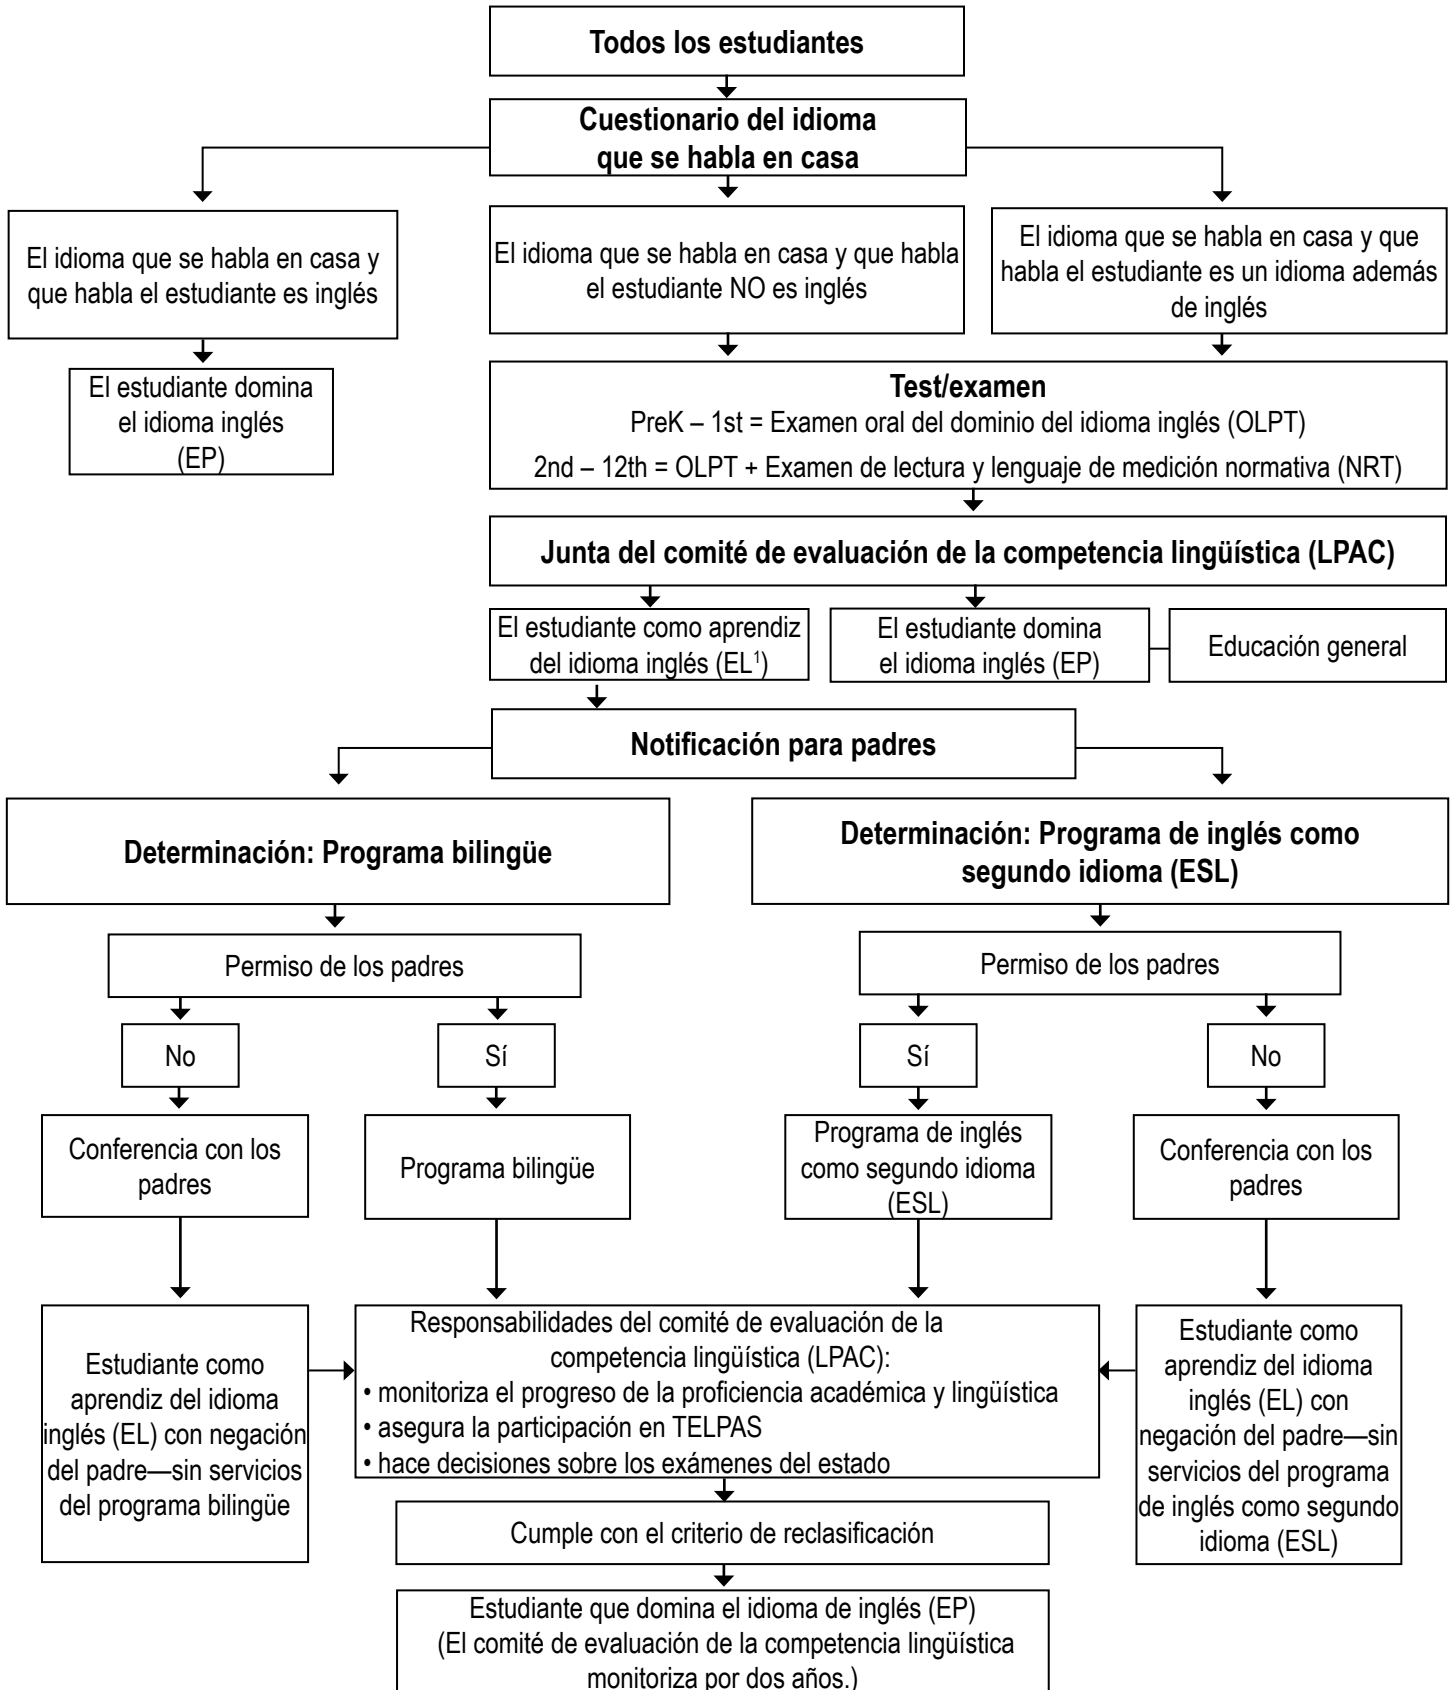 Todos los estudiantes
Cuestionario del idioma
que se habla en casa
El idioma que se habla en casa y
que habla el estudiante es inglés
El idioma que se habla en casa y que habla
el estudiante NO es inglés
El idioma que se habla en casa y que
habla el estudiante es un idioma además
de inglés
El estudiante domina
el idioma inglés
(EP)
Test/examen
PreK – 1st = Examen oral del dominio del idioma inglés (OLPT)
2nd – 12th = OLPT + Examen de lectura y lenguaje de medición normativa (NRT)
Junta del comité de evaluación de la competencia lingüística (LPAC)
El estudiante como aprendiz
del idioma inglés (EL¹)
El estudiante domina
el idioma inglés (EP)
Educación general
Notificación para padres
Determinación: Programa bilingüe
Determinación: Programa de inglés como
segundo idioma (ESL)
Permiso de los padres
Permiso de los padres
No
Sí
Sí
No
Conferencia con los
padres
Programa bilingüe
Programa de inglés
como segundo idioma
(ESL)
Conferencia con los
padres
Estudiante como
aprendiz del idioma
inglés (EL) con negación
del padre—sin servicios
del programa bilingüe
Responsabilidades del comité de evaluación de la
competencia lingüística (LPAC):
• monitoriza el progreso de la proficiencia académica y lingüística
• asegura la participación en TELPAS
• hace decisiones sobre los exámenes del estado
Estudiante como
aprendiz del idioma
inglés (EL) con
negación del padre—sin
servicios del programa
de inglés como segundo
idioma (ESL)
Cumple con el criterio de reclasificación
Estudiante que domina el idioma de inglés (EP)
(El comité de evaluación de la competencia lingüística
monitoriza por dos años.)